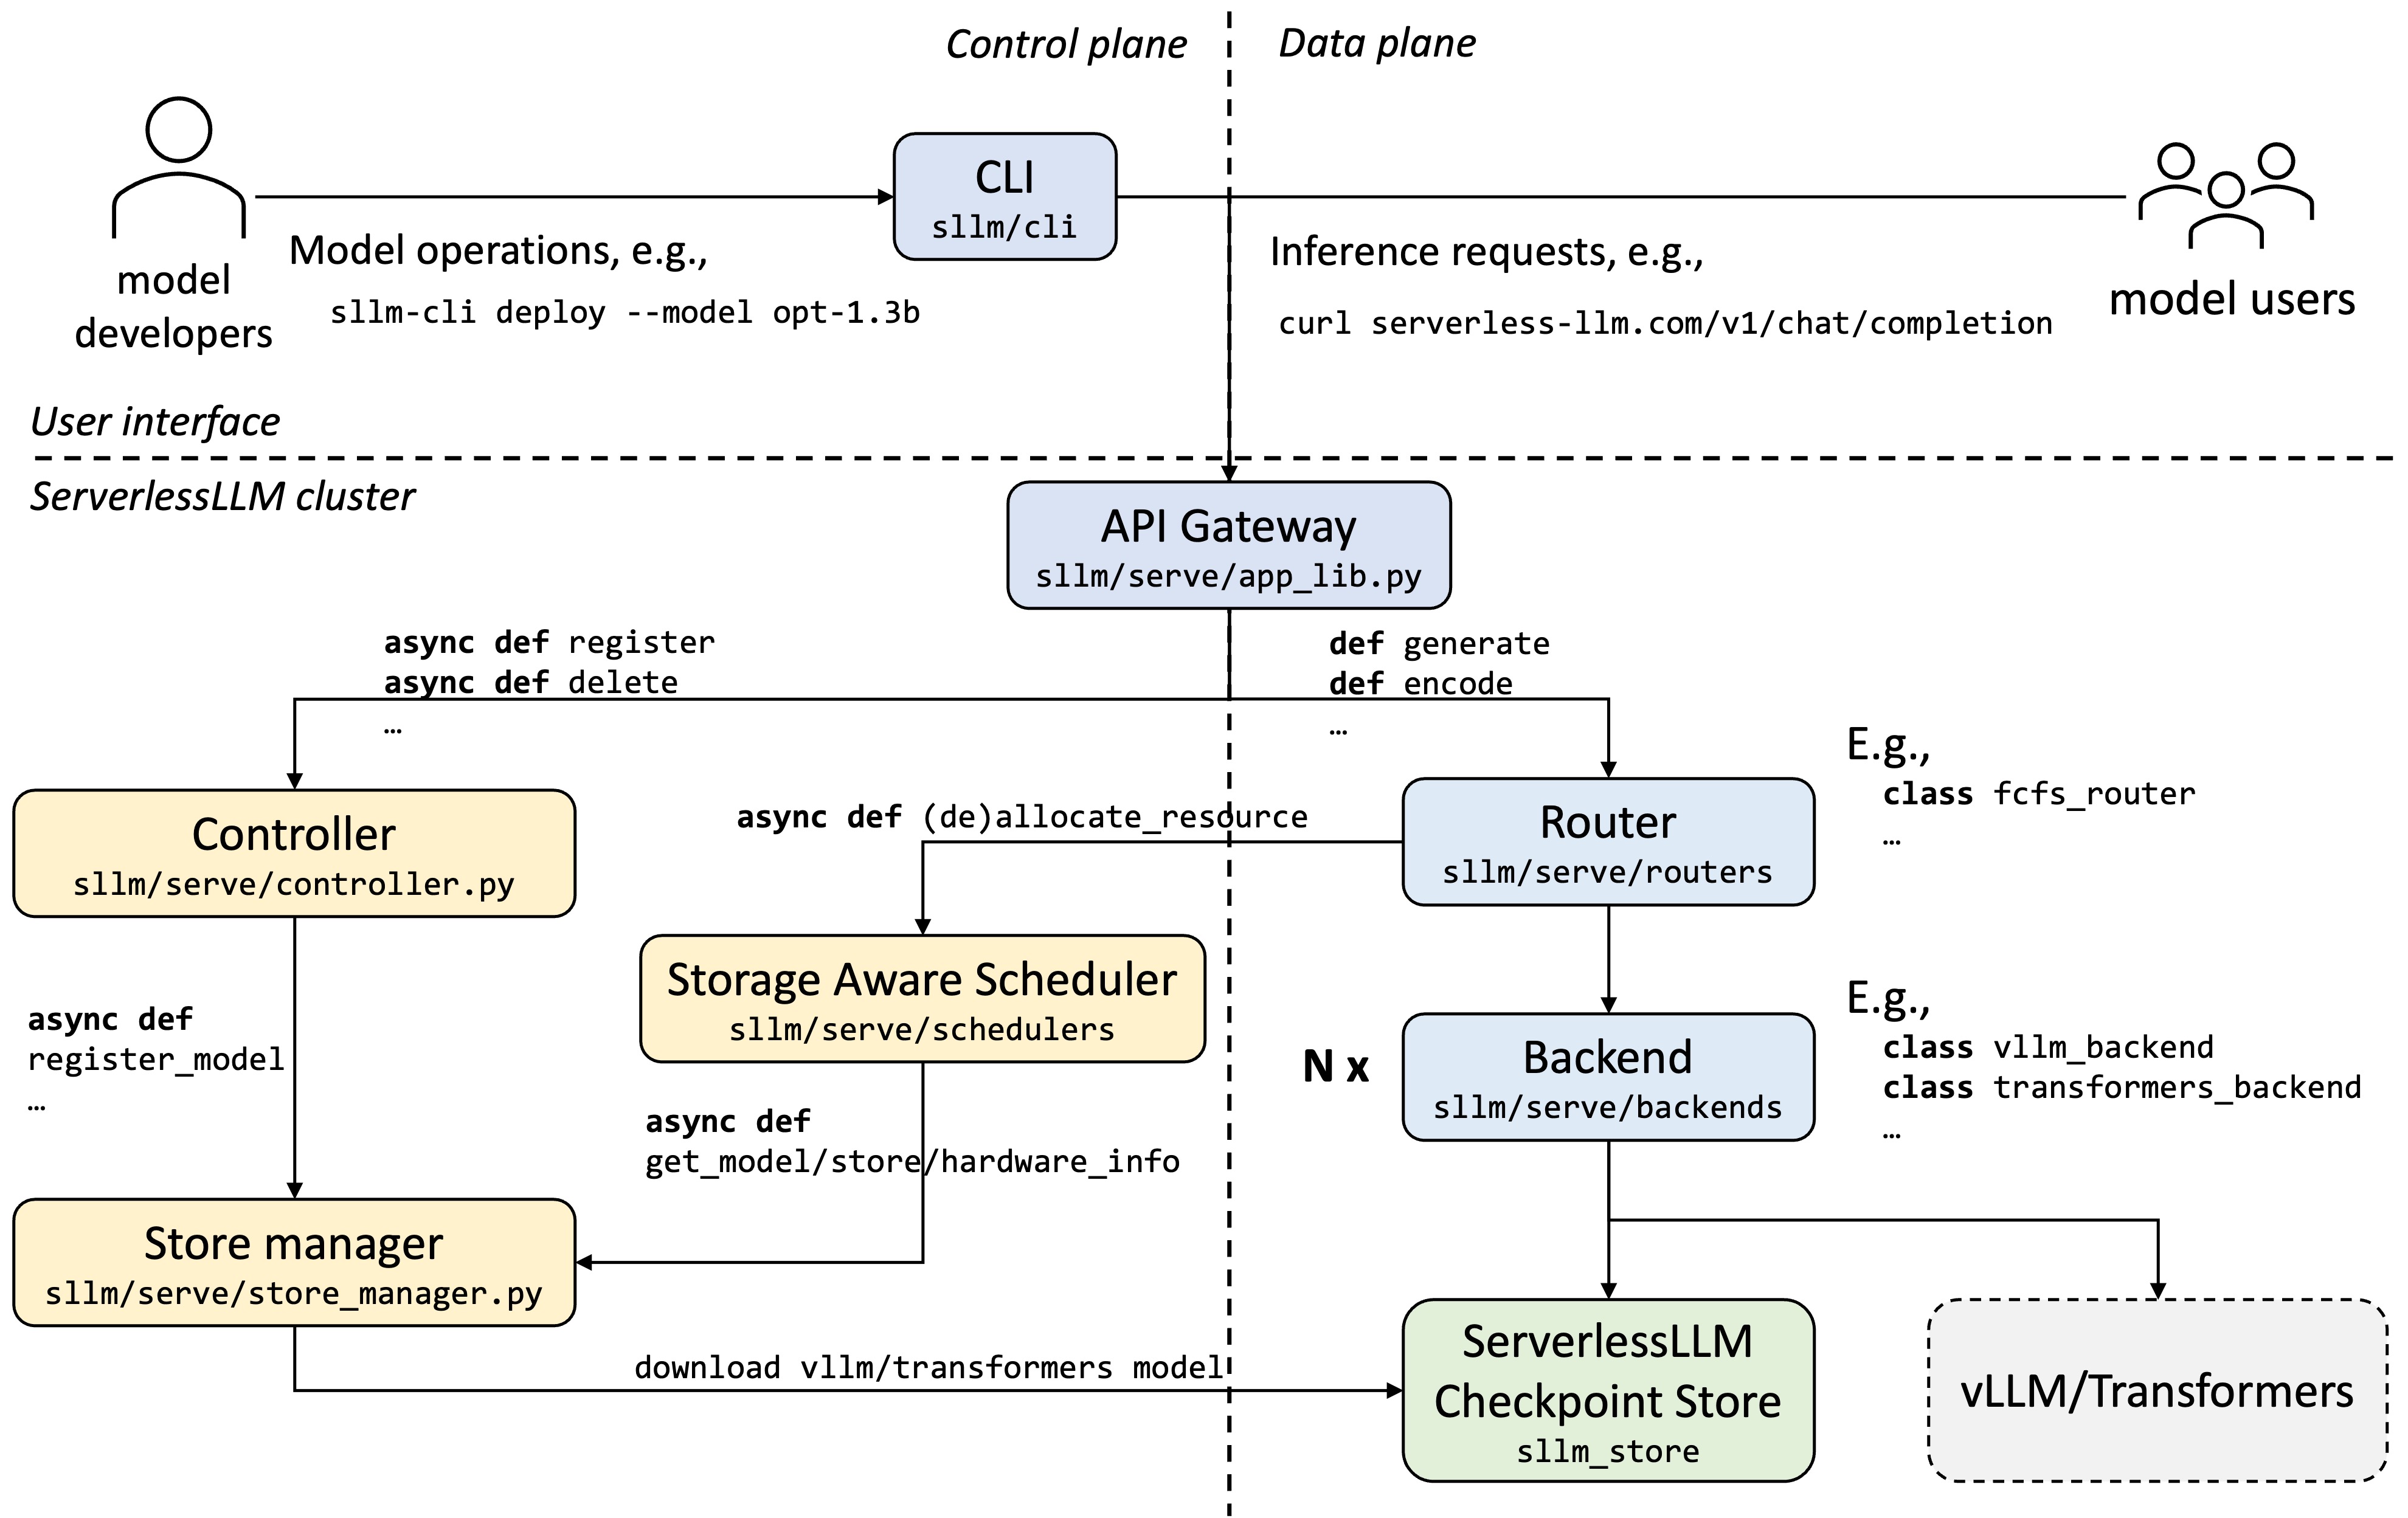 Control plane
Data plane
CLI
sllm/cli
model
developers
Model operations, e.g.,
sllm-cli deploy --model opt-1.3b
Inference requests, e.g.,
curl serverless-llm.com/v1/chat/completion
model users
User interface
ServerlessLLM cluster
API Gateway
sllm/serve/app_lib.py
async def register
async def delete
…
def generate
def encode
…
Controller
sllm/serve/controller.py
async def (de)allocate_resource
Router
sllm/serve/routers
E.g.,
class fcfs_router
…
Storage Aware Scheduler
sllm/serve/schedulers
async def
register_model
…
N x
Backend
sllm/serve/backends
E.g.,
class vllm_backend
class transformers_backend
…
async def
get_model/store/hardware_info
Store manager
sllm/serve/store_manager.py
download vllm/transformers model
ServerlessLLM
Checkpoint Store
sllm_store
vLLM/Transformers